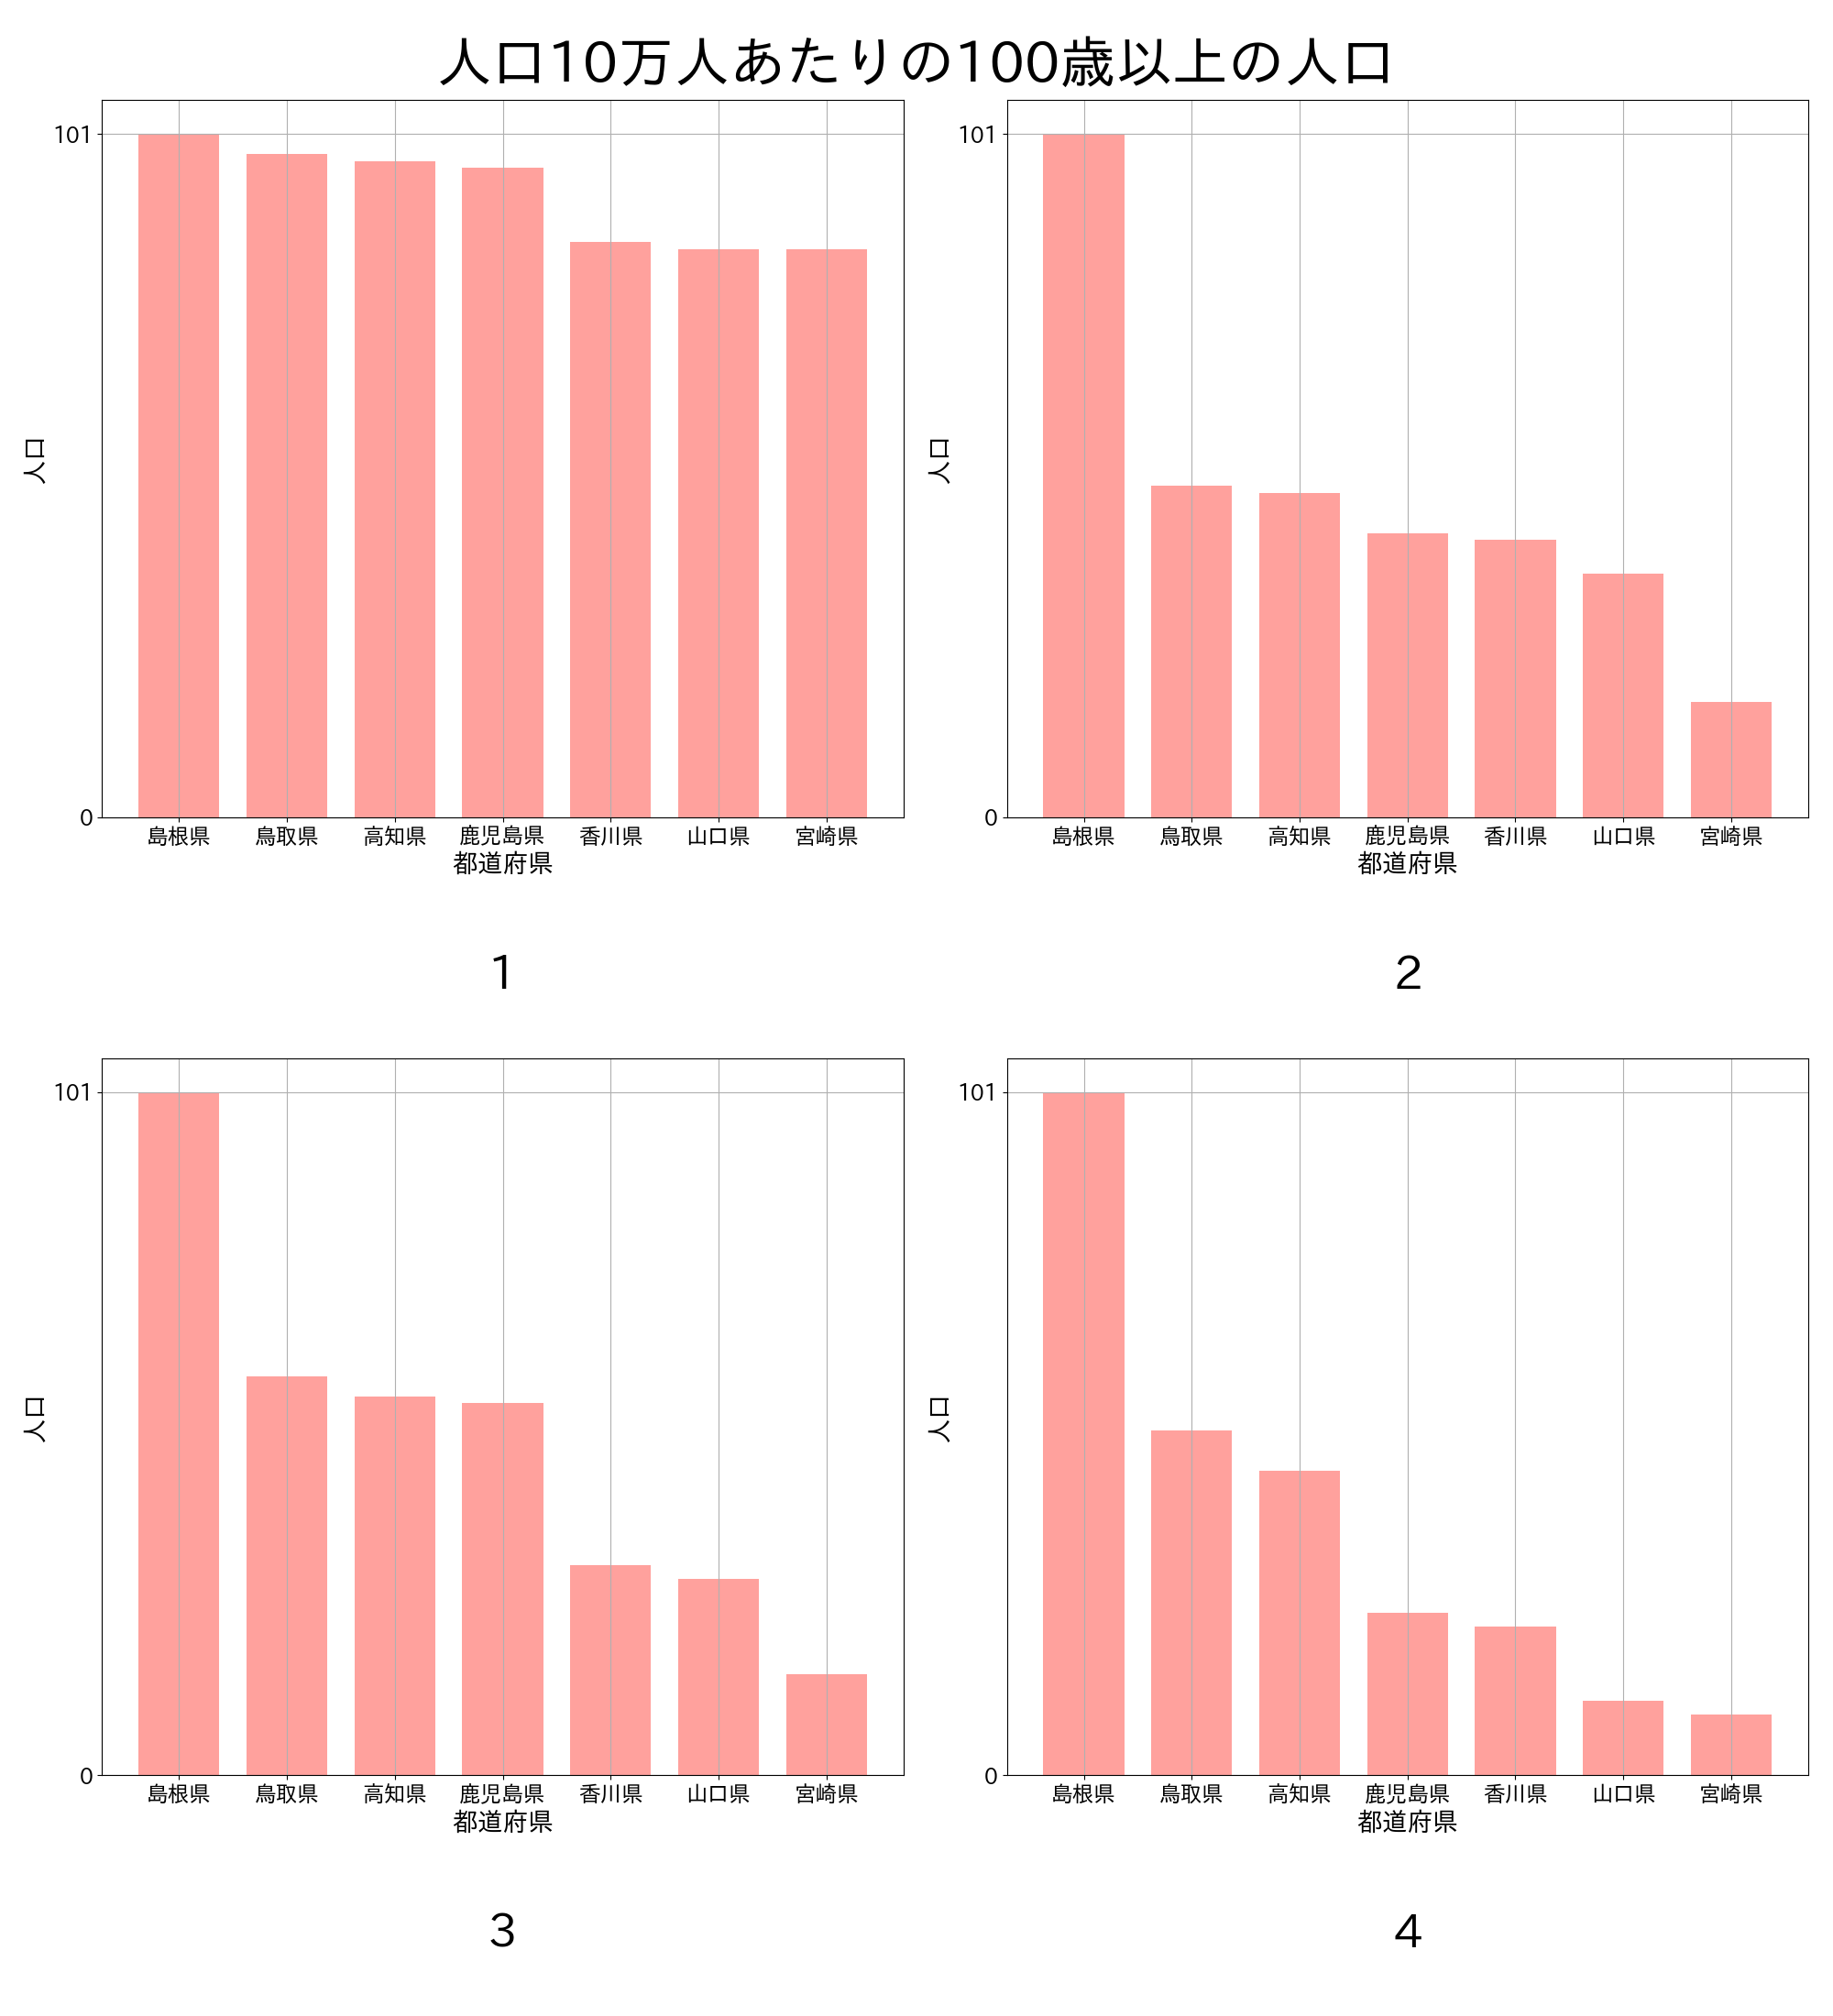 人口10万人あたりの100歳以上の人口
101
0
人口
島根県 鳥取県 高知県 鹿児島県 香川県 山口県 宮崎県
都道府県
1
101
0
人口
島根県 鳥取県 高知県 鹿児島県 香川県 山口県 宮崎県
都道府県
2
101
0
人口
島根県 鳥取県 高知県 鹿児島県 香川県 山口県 宮崎県
都道府県
3
101
0
人口
島根県 鳥取県 高知県 鹿児島県 香川県 山口県 宮崎県
都道府県
4